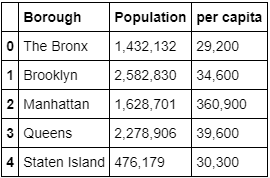 Borough Population per capita
0 The Bronx 1,432,132 29,200
1 Brooklyn 2,582,830 34,600
2 Manhattan 1,628,701 360,900
3 Queens 2,278,906 39,600
4 Staten Island 476,179 30,300